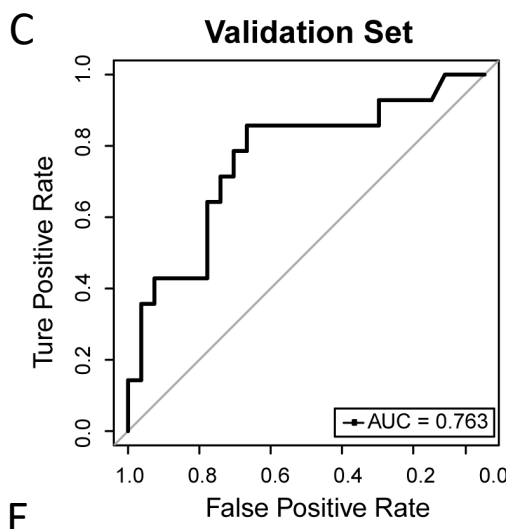 C
Validation Set
Ture Positive Rate
1.0
0.8
0.6
0.4
0.2
0.0
AUC = 0.763
1.0 0.8 0.6 0.4 0.2 0.0
False Positive Rate
F